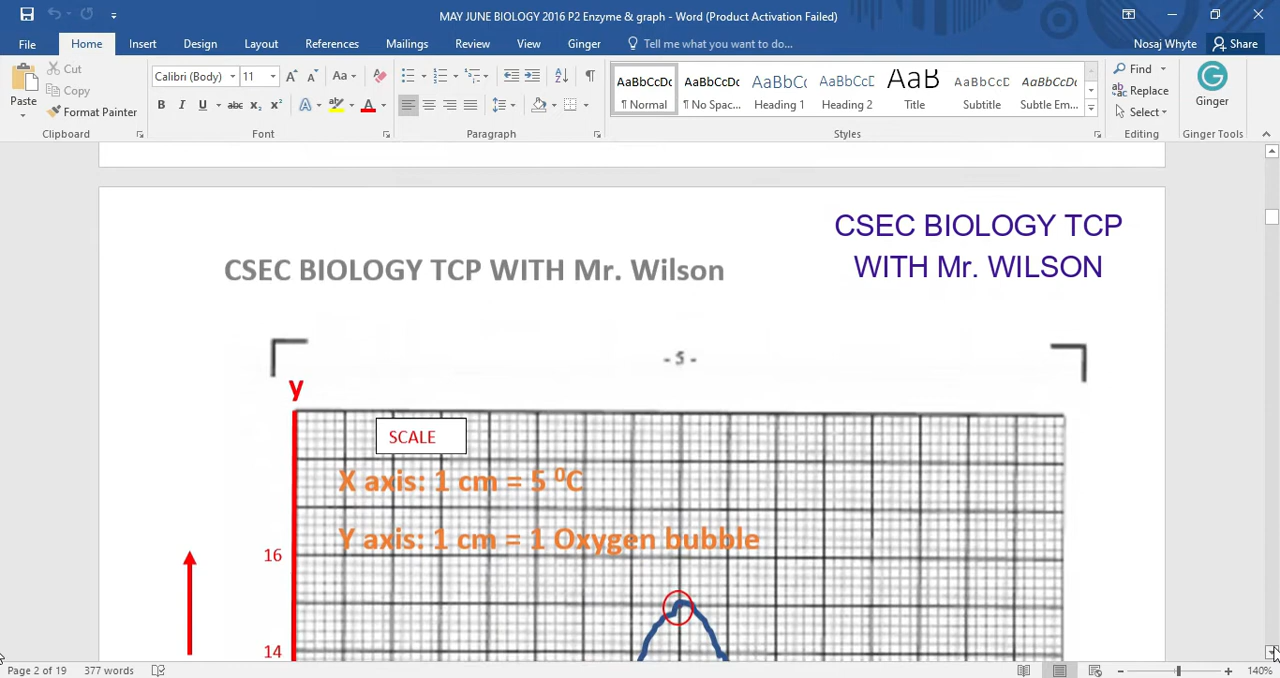 MAY JUNE BIOLOGY 2016 P2 Enzyme & graph - Word (Product Activation Failed)
File Home Insert Design Layout References Mailings Review View Ginger Tell me what you want to do... Nosaj Whyte Share
Paste
Cut
Copy
Format Painter
Clipboard
Calibri (Body) 11 Aa
B I U abc x₂ x² A A
Font
Paragraph
AaBbCcDc AaBbCcDc AaBbCc AaBbCcD AaB AaBbCcD AaBbCcDc
¶ Normal ¶ No Spac... Heading 1 Heading 2 Title Subtitle Subtle Em...
Styles
Find
Replace
Select
Editing
Ginger
Ginger Tools
CSEC BIOLOGY TCP
WITH Mr. WILSON
CSEC BIOLOGY TCP WITH Mr. Wilson
- 5 -
y
SCALE
X axis: 1 cm = 5 ⁰C
Y axis: 1 cm = 1 Oxygen bubble
16
14
Page 2 of 19 377 words 140%